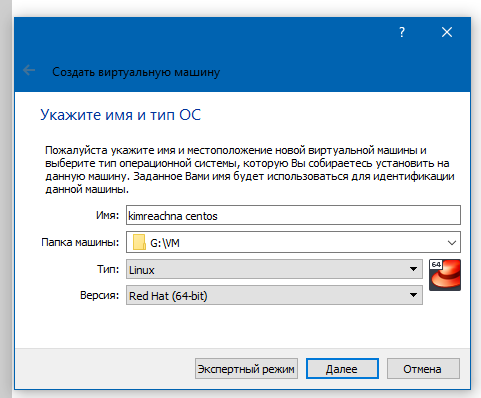 ?
Создать виртуальную машину
Укажите имя и тип ОС
Пожалуйста укажите имя и местоположение новой виртуальной машины и
выберите тип операционной системы, которую Вы собираетесь установить на
данную машину. Заданное Вами имя будет использоваться для идентификации
данной машины.
Имя: kimreachna centos
Папка машины: G:\VM
Тип: Linux
64
Версия: Red Hat (64-bit)
Экспертный режим Далее Отмена